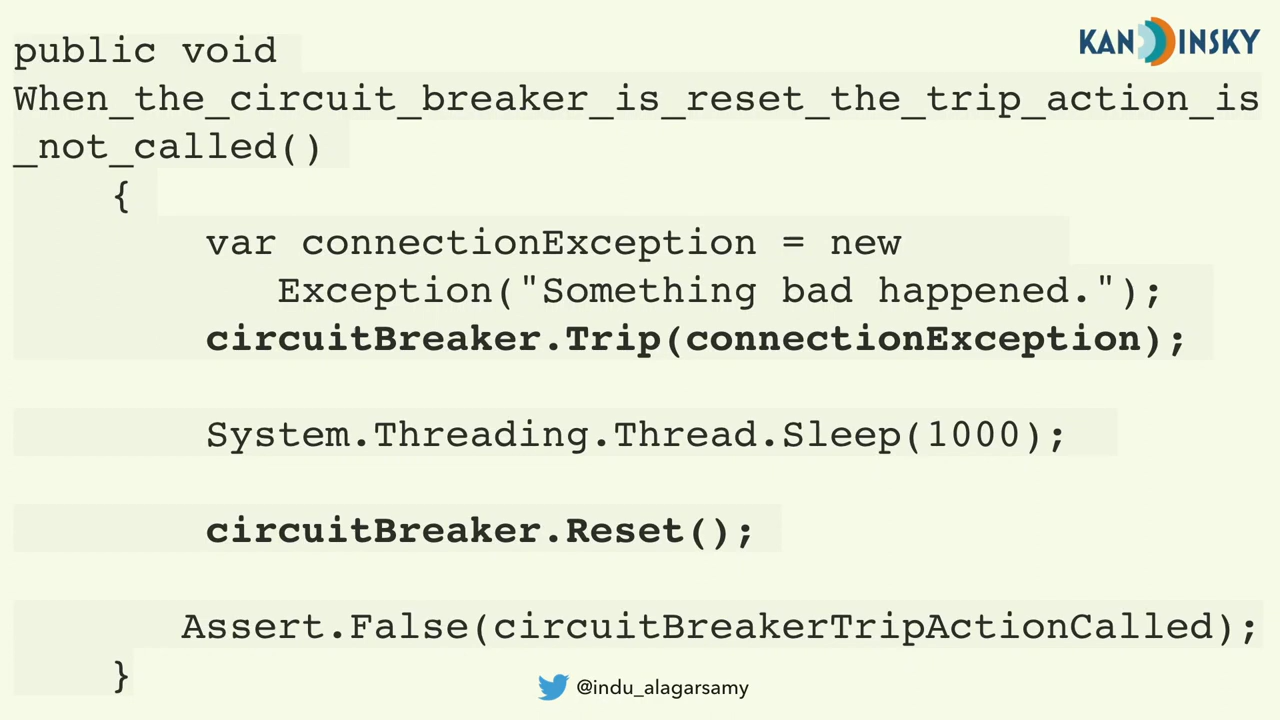 KANDINSKY
public void
When_the_circuit_breaker_is_reset_the_trip_action_is
_not_called()
{
var connectionException = new
Exception("Something bad happened.");
circuitBreaker.Trip(connectionException);
System.Threading.Thread.Sleep(1000);
circuitBreaker.Reset();
Assert.False(circuitBreakerTripActionCalled);
}
@indu_alagarsamy